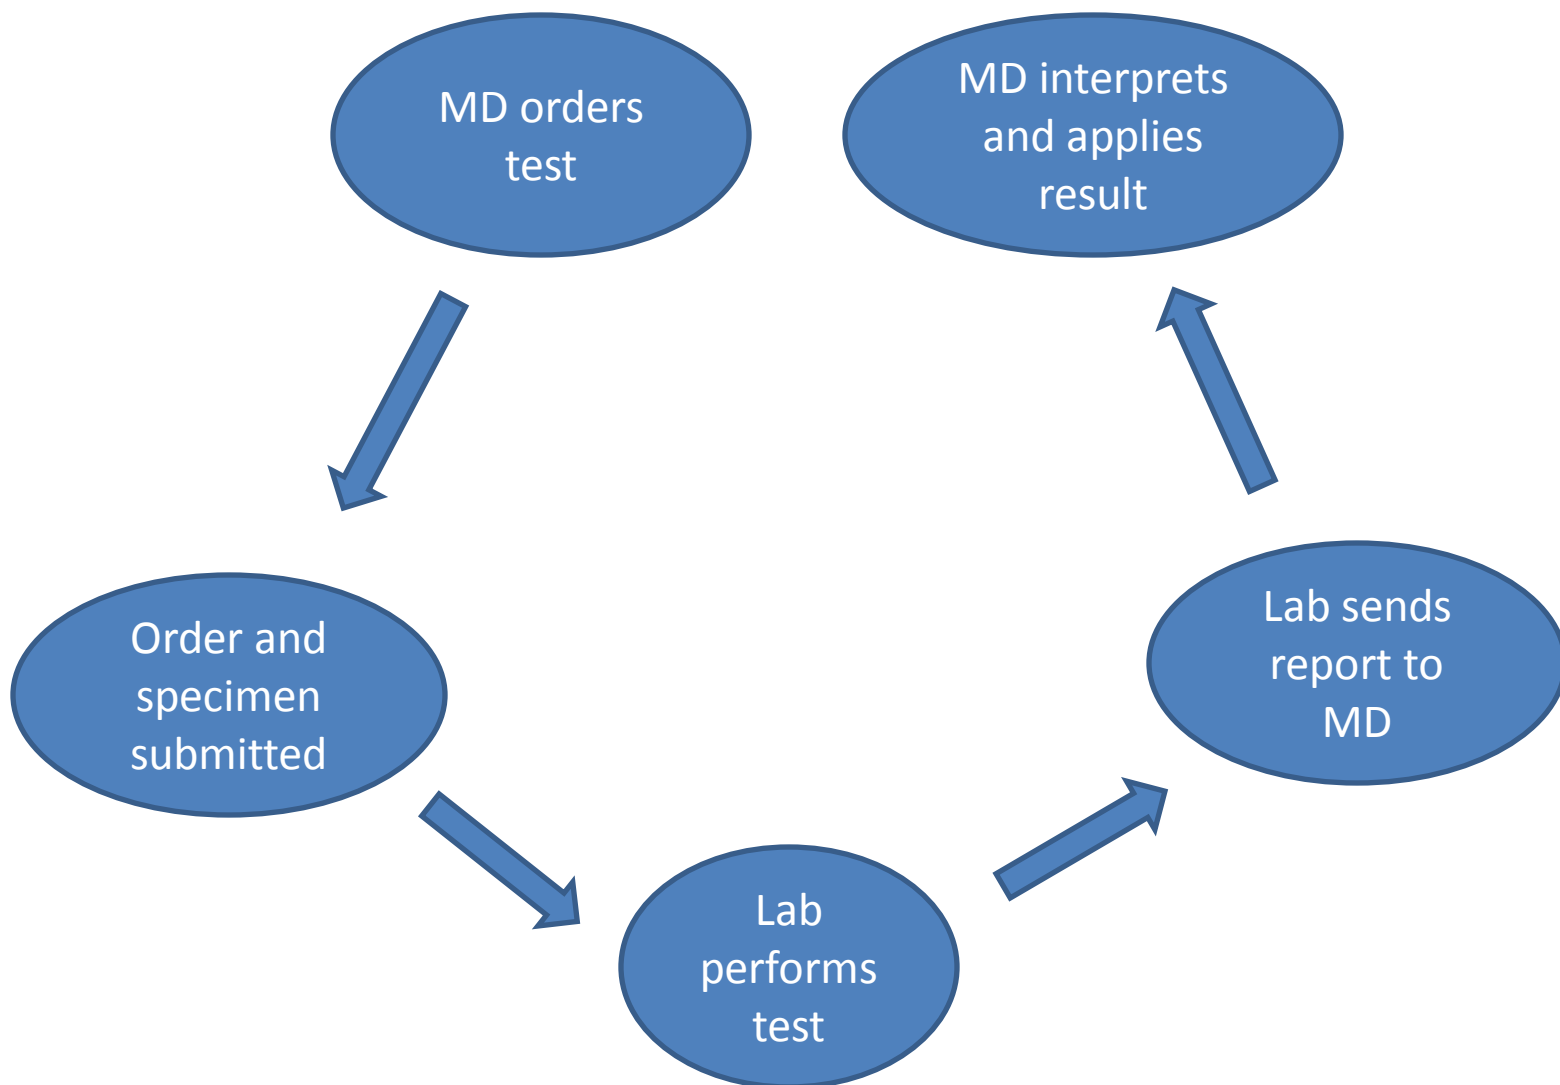 MD orders
test
MD interprets
and applies
result
Order and
specimen
submitted
Lab sends
report to
MD
Lab
performs
test